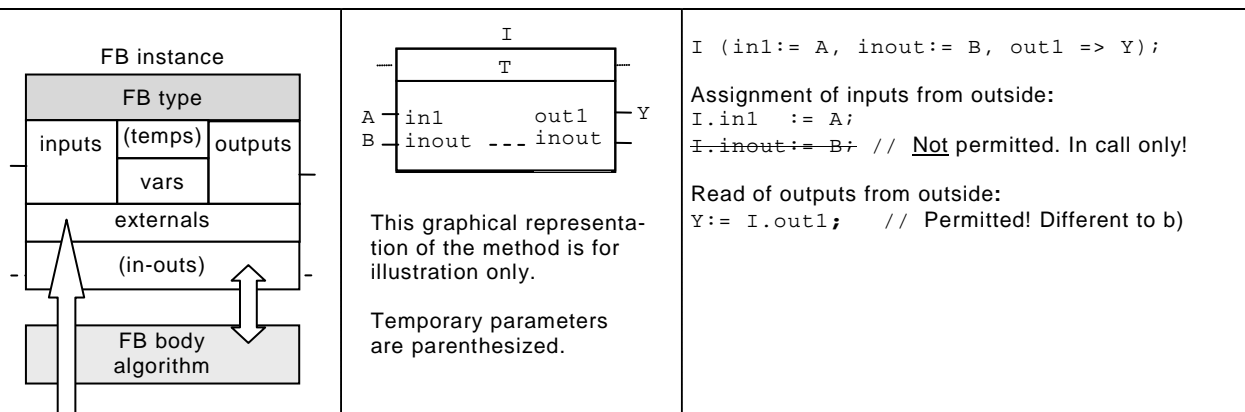 FB instance
FB type
inputs
(temps)
outputs
vars
externals
(in-outs)
FB body
algorithm
I
T
A in1 out1 Y
B inout --- inout
This graphical representa-
tion of the method is for
illustration only.
Temporary parameters
are parenthesized.
I (in1:= A, inout:= B, out1 => Y);
Assignment of inputs from outside:
I.in1 := A;
I.inout:= B; // Not permitted. In call only!
Read of outputs from outside:
Y:= I.out1; // Permitted! Different to b)